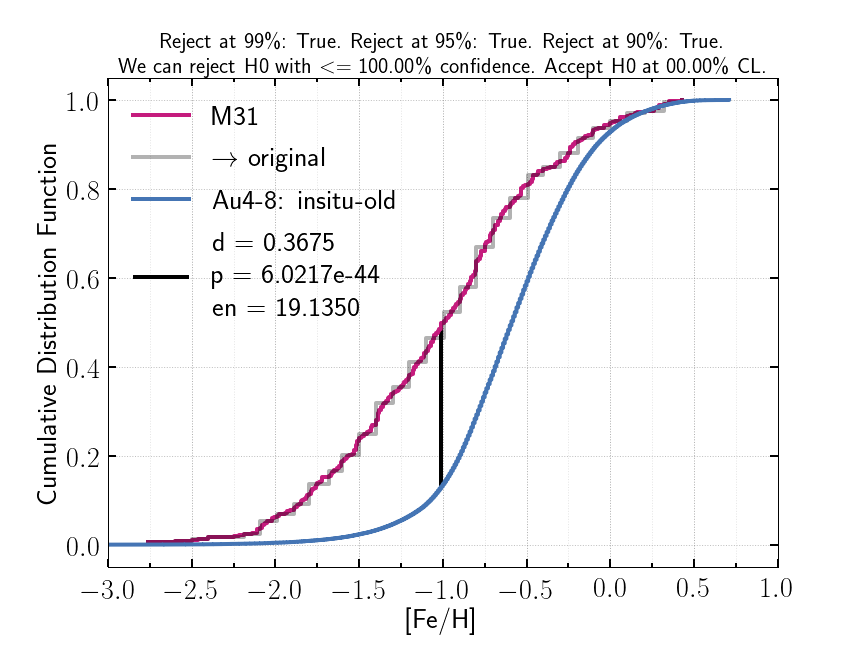 Reject at 99%: True. Reject at 95%: True. Reject at 90%: True.
We can reject H0 with <= 100.00% confidence. Accept H0 at 00.00% CL.
M31
→ original
Au4-8: insitu-old
d = 0.3675
p = 6.0217e-44
en = 19.1350
Cumulative Distribution Function
1.0
0.8
0.6
0.4
0.2
0.0
−3.0 −2.5 −2.0 −1.5 −1.0 −0.5 0.0 0.5 1.0
[Fe/H]